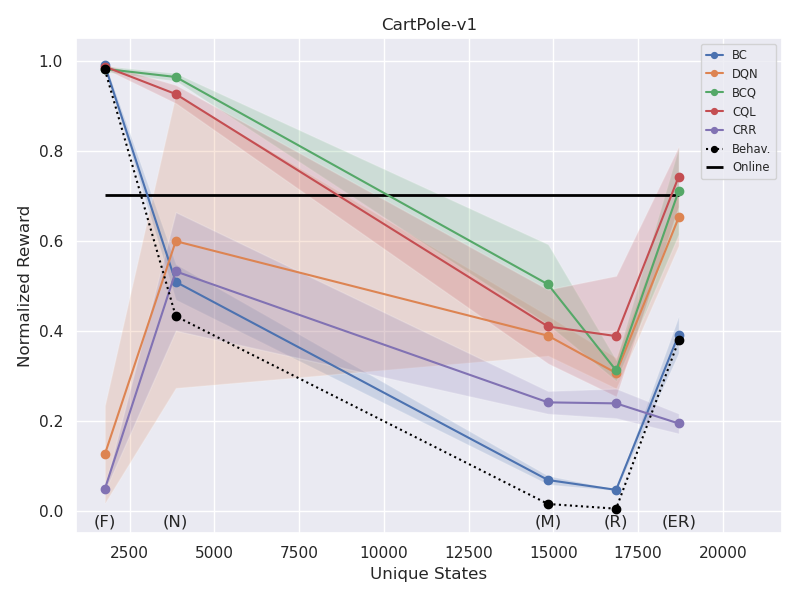 CartPole-v1
1.0
0.8
0.6
0.4
0.2
0.0
Normalized Reward
BC
DQN
BCQ
CQL
CRR
Behav.
Online
(F)
(N)
(M)
(R)
(ER)
2500
5000
7500
10000
12500
15000
17500
20000
Unique States